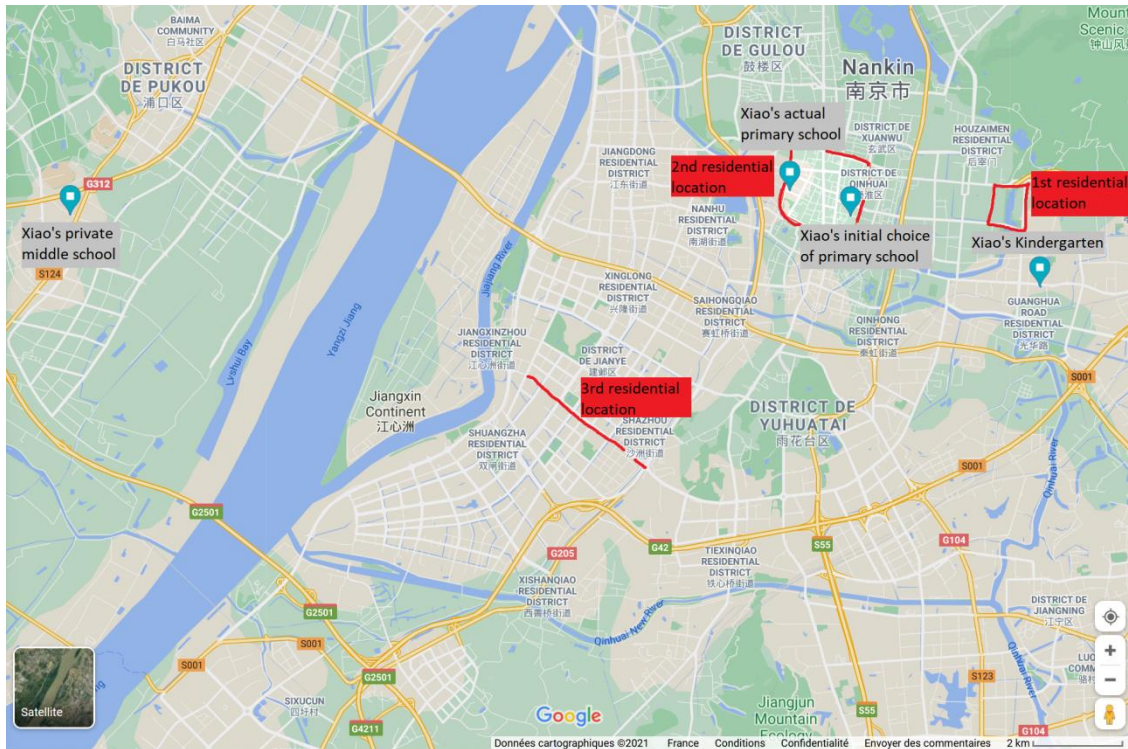 BAIMA
COMMUNITY
白马社区
DISTRICT
DE PUKOU
浦口区
G312
Xiao's private
middle school
S124
Lvshui Bay
Yangzi Jiang
Jiajiang River
DISTRICT
DE GULOU
鼓楼区
Nankin
南京市
Mount
Scenic
钟山风
Xiao's actual
primary school
DISTRICT DE
XUANWU
玄武区
HOUZAIMEN
RESIDENTIAL
DISTRICT
后宰门
JIANGDONG
RESIDENTIAL
DISTRICT
江东街道
2nd residential
location
DISTRICT DE
QINHUAI
秦淮区
1st residential
location
NANHU
RESIDENTIAL
DISTRICT
南湖街道
Xiao's initial choice
of primary school
Xiao's Kindergarten
XINGLONG
RESIDENTIAL
DISTRICT
兴隆街道
SAIHONGQIAO
RESIDENTIAL
DISTRICT
赛虹桥街道
QINHONG
RESIDENTIAL
DISTRICT
秦虹街道
GUANGHUA
ROAD
RESIDENTIAL
DISTRICT
光华路
JIANGXINZHOU
RESIDENTIAL
DISTRICT
江心洲街道
DISTRICT
DE JIANYE
建邺区
S001
3rd residential
location
Jiangxin
Continent
江心洲
DISTRICT DE
YUHUATAI
雨花台区
SHUANGZHA
RESIDENTIAL
DISTRICT
双闸街道
SHAZHOU
RESIDENTIAL
DISTRICT
沙洲街道
S001
Qinhuai River
G2501
G205
G42
S55
G104
TIEXINQIAO
RESIDENTIAL
DISTRICT
铁心桥街道
XISHANQIAO
RESIDENTIAL
DISTRICT
西善桥街道
G2501
Qinhuai New River
DISTRICT DE
JIANGNING
江宁区
S001
S001
G2501
Qinhuai River
LUO
COMM
S123
Satellite
SIXUCUN
四圩村
G4211
Google
Jiangjun
Mountain
Ecology
S55
G104
Données cartographiques ©2021 France Conditions Confidentialité Envoyer des commentaires 2 km